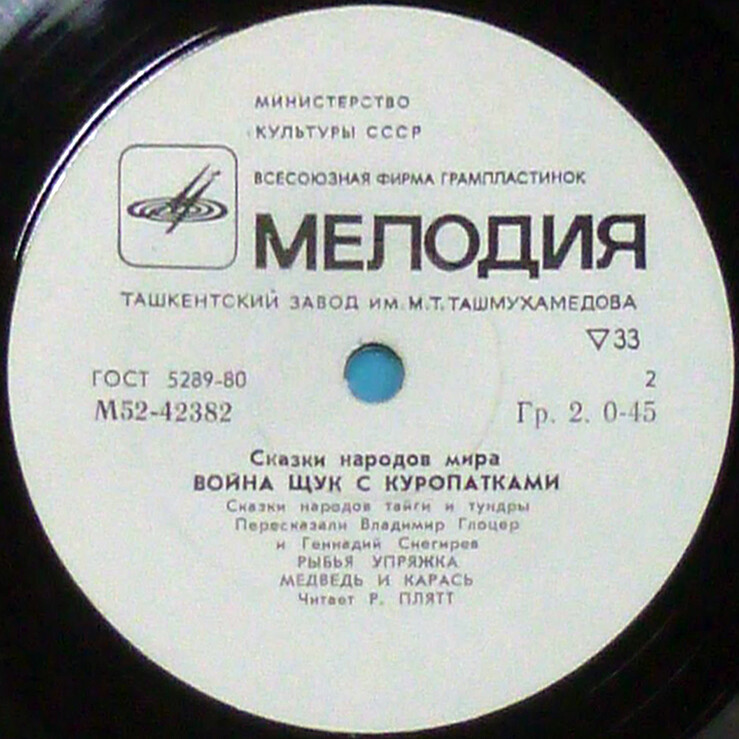 МИНИСТЕРСТВО
КУЛЬТУРЫ СССР
ВСЕСОЮЗНАЯ ФИРМА ГРАМПЛАСТИНОК
МЕЛОДИЯ
ТАШКЕНТСКИЙ ЗАВОД ИМ. М.Т. ТАШМУХАМЕДОВА
▽33
ГОСТ 5289-80 2
М52-42382 Гр. 2. 0-45
Сказки народов мира
ВОЙНА ЩУК С КУРОПАТКАМИ
Сказки народов тайги и тундры
Пересказали Владимир Глоцер
и Геннадий Снегирев
РЫБЬЯ УПРЯЖКА
МЕДВЕДЬ И КАРАСЬ
Читает Р. ПЛЯТТ